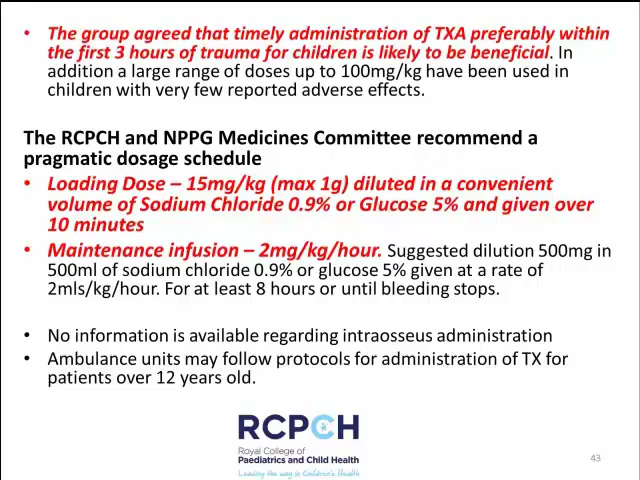 • The group agreed that timely administration of TXA preferably within
the first 3 hours of trauma for children is likely to be beneficial. In
addition a large range of doses up to 100mg/kg have been used in
children with very few reported adverse effects.
The RCPCH and NPPG Medicines Committee recommend a
pragmatic dosage schedule
• Loading Dose – 15mg/kg (max 1g) diluted in a convenient
volume of Sodium Chloride 0.9% or Glucose 5% and given over
10 minutes
• Maintenance infusion – 2mg/kg/hour. Suggested dilution 500mg in
500ml of sodium chloride 0.9% or glucose 5% given at a rate of
2mls/kg/hour. For at least 8 hours or until bleeding stops.
• No information is available regarding intraosseus administration
• Ambulance units may follow protocols for administration of TX for
patients over 12 years old.
RCPCH
Royal College of
Paediatrics and Child Health
Leading the way in Children's Health
43